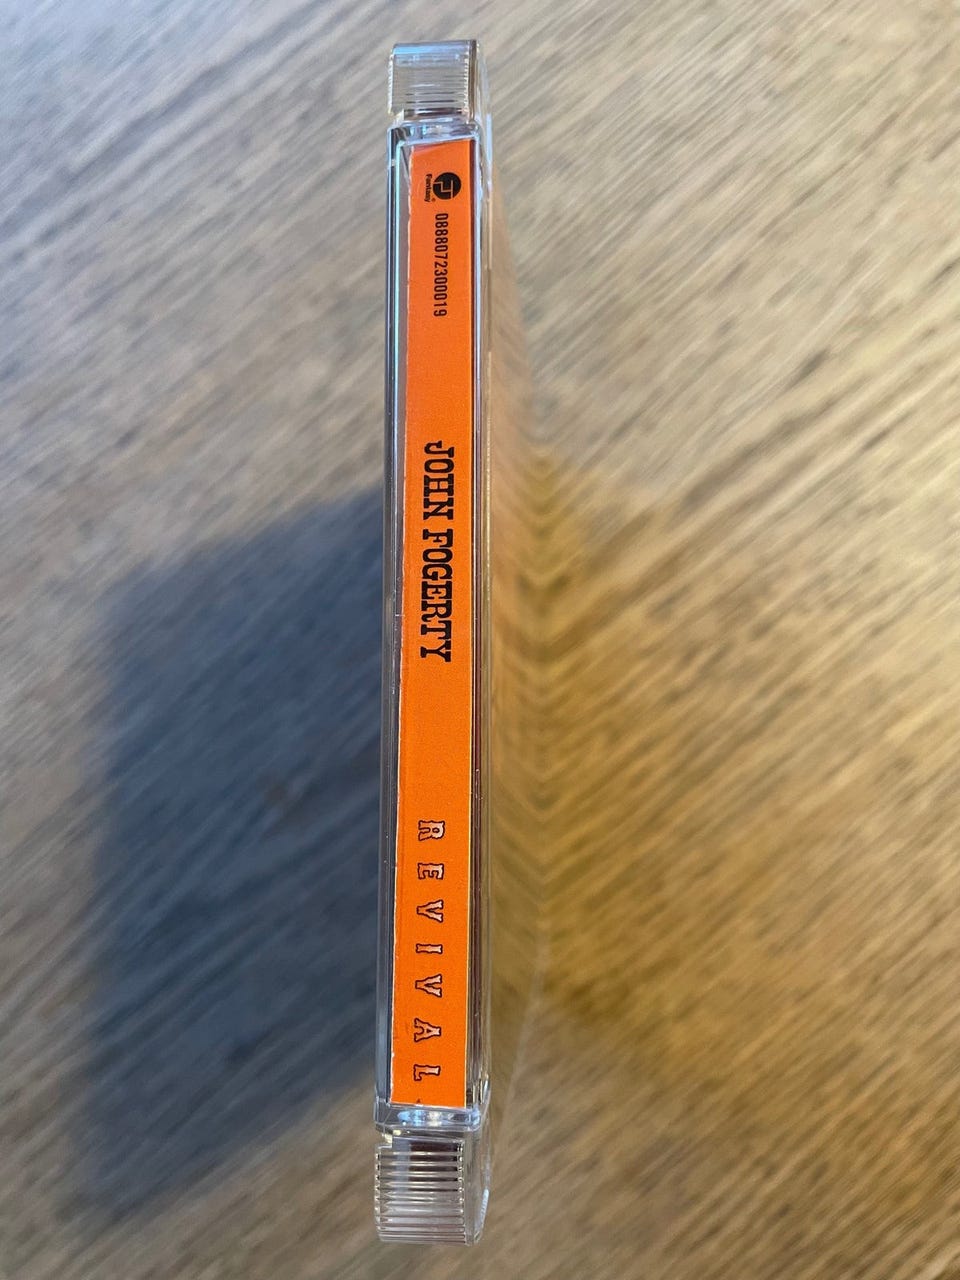 Fantasy
0888072300019
JOHN FOGERTY
REVIVAL